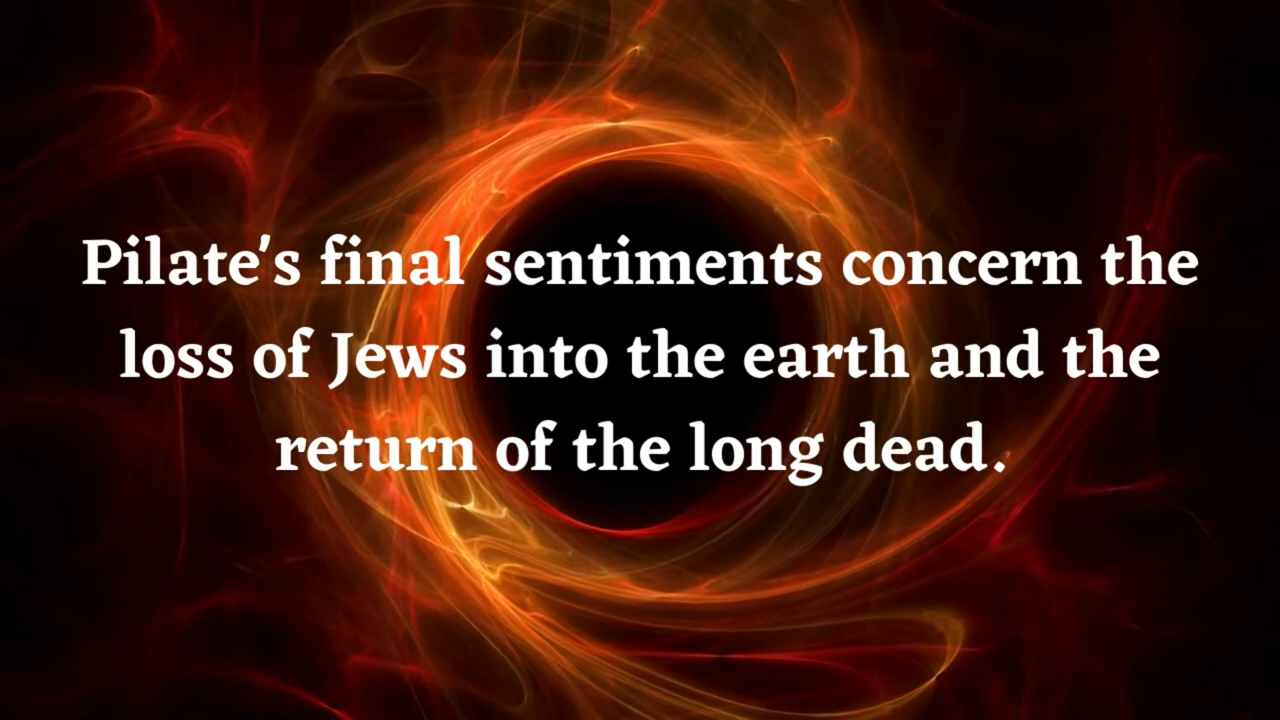 Pilate's final sentiments concern the
loss of Jews into the earth and the
return of the long dead.